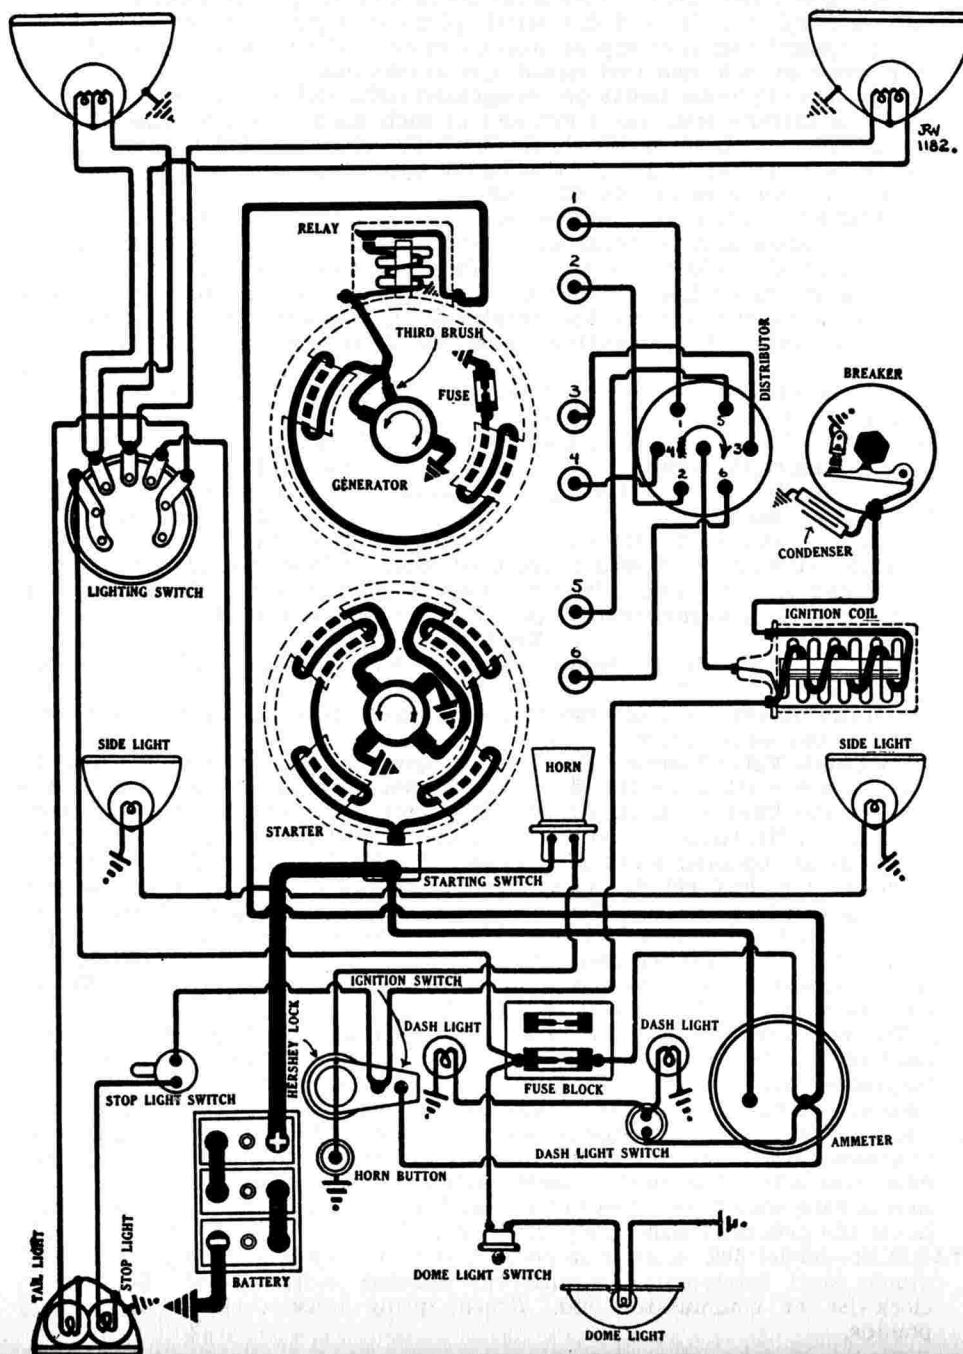 JRW
1182.
RELAY
1
2
THIRD BRUSH
FUSE
DISTRIBUTOR
BREAKER
3
1
5
4
3
2
6
GENERATOR
4
CONDENSER
LIGHTING SWITCH
5
IGNITION COIL
6
SIDE LIGHT
HORN
SIDE LIGHT
STARTER
STARTING SWITCH
IGNITION SWITCH
HERSHEY LOCK
DASH LIGHT
DASH LIGHT
STOP LIGHT SWITCH
FUSE BLOCK
AMMETER
DASH LIGHT SWITCH
HORN BUTTON
TAIL LIGHT
STOP LIGHT
BATTERY
DOME LIGHT SWITCH
DOME LIGHT